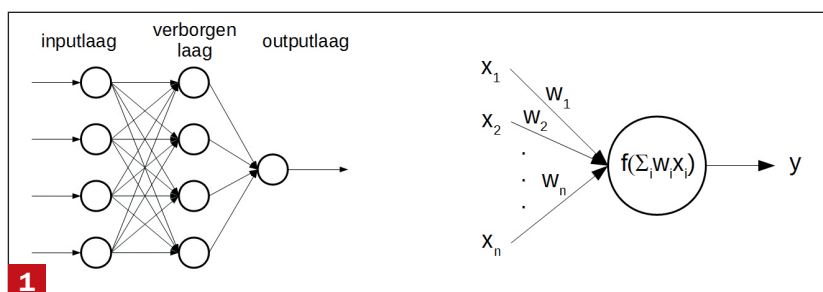 inputlaag
verborgen
laag
outputlaag
x₁
w₁
x₂
w₂
.
.
wₙ
.
xₙ
f(Σᵢwᵢxᵢ)
y
1